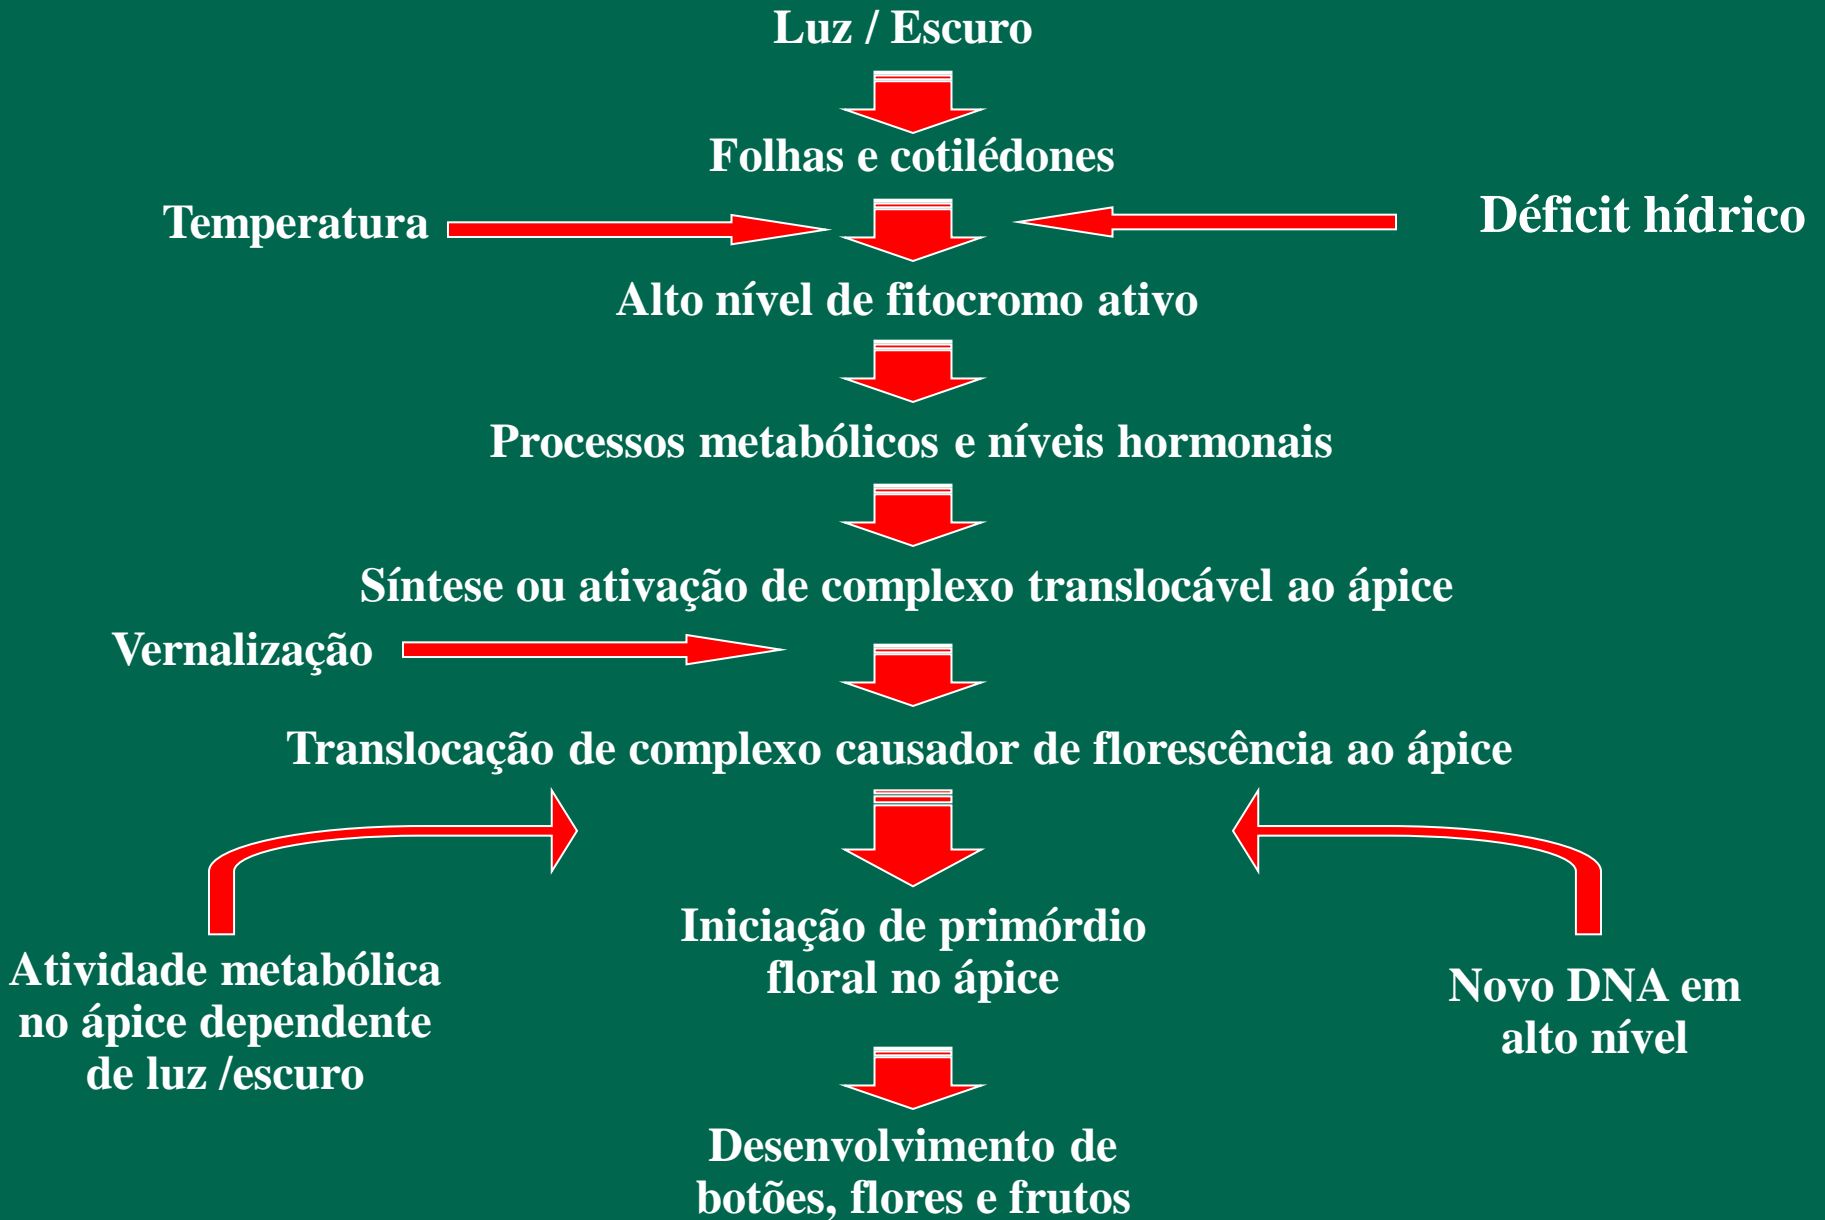 Luz / Escuro
Folhas e cotilédones
Temperatura
Déficit hídrico
Alto nível de fitocromo ativo
Processos metabólicos e níveis hormonais
Síntese ou ativação de complexo translocável ao ápice
Vernalização
Translocação de complexo causador de florescência ao ápice
Atividade metabólica
no ápice dependente
de luz /escuro
Iniciação de primórdio
floral no ápice
Novo DNA em
alto nível
Desenvolvimento de
botões, flores e frutos